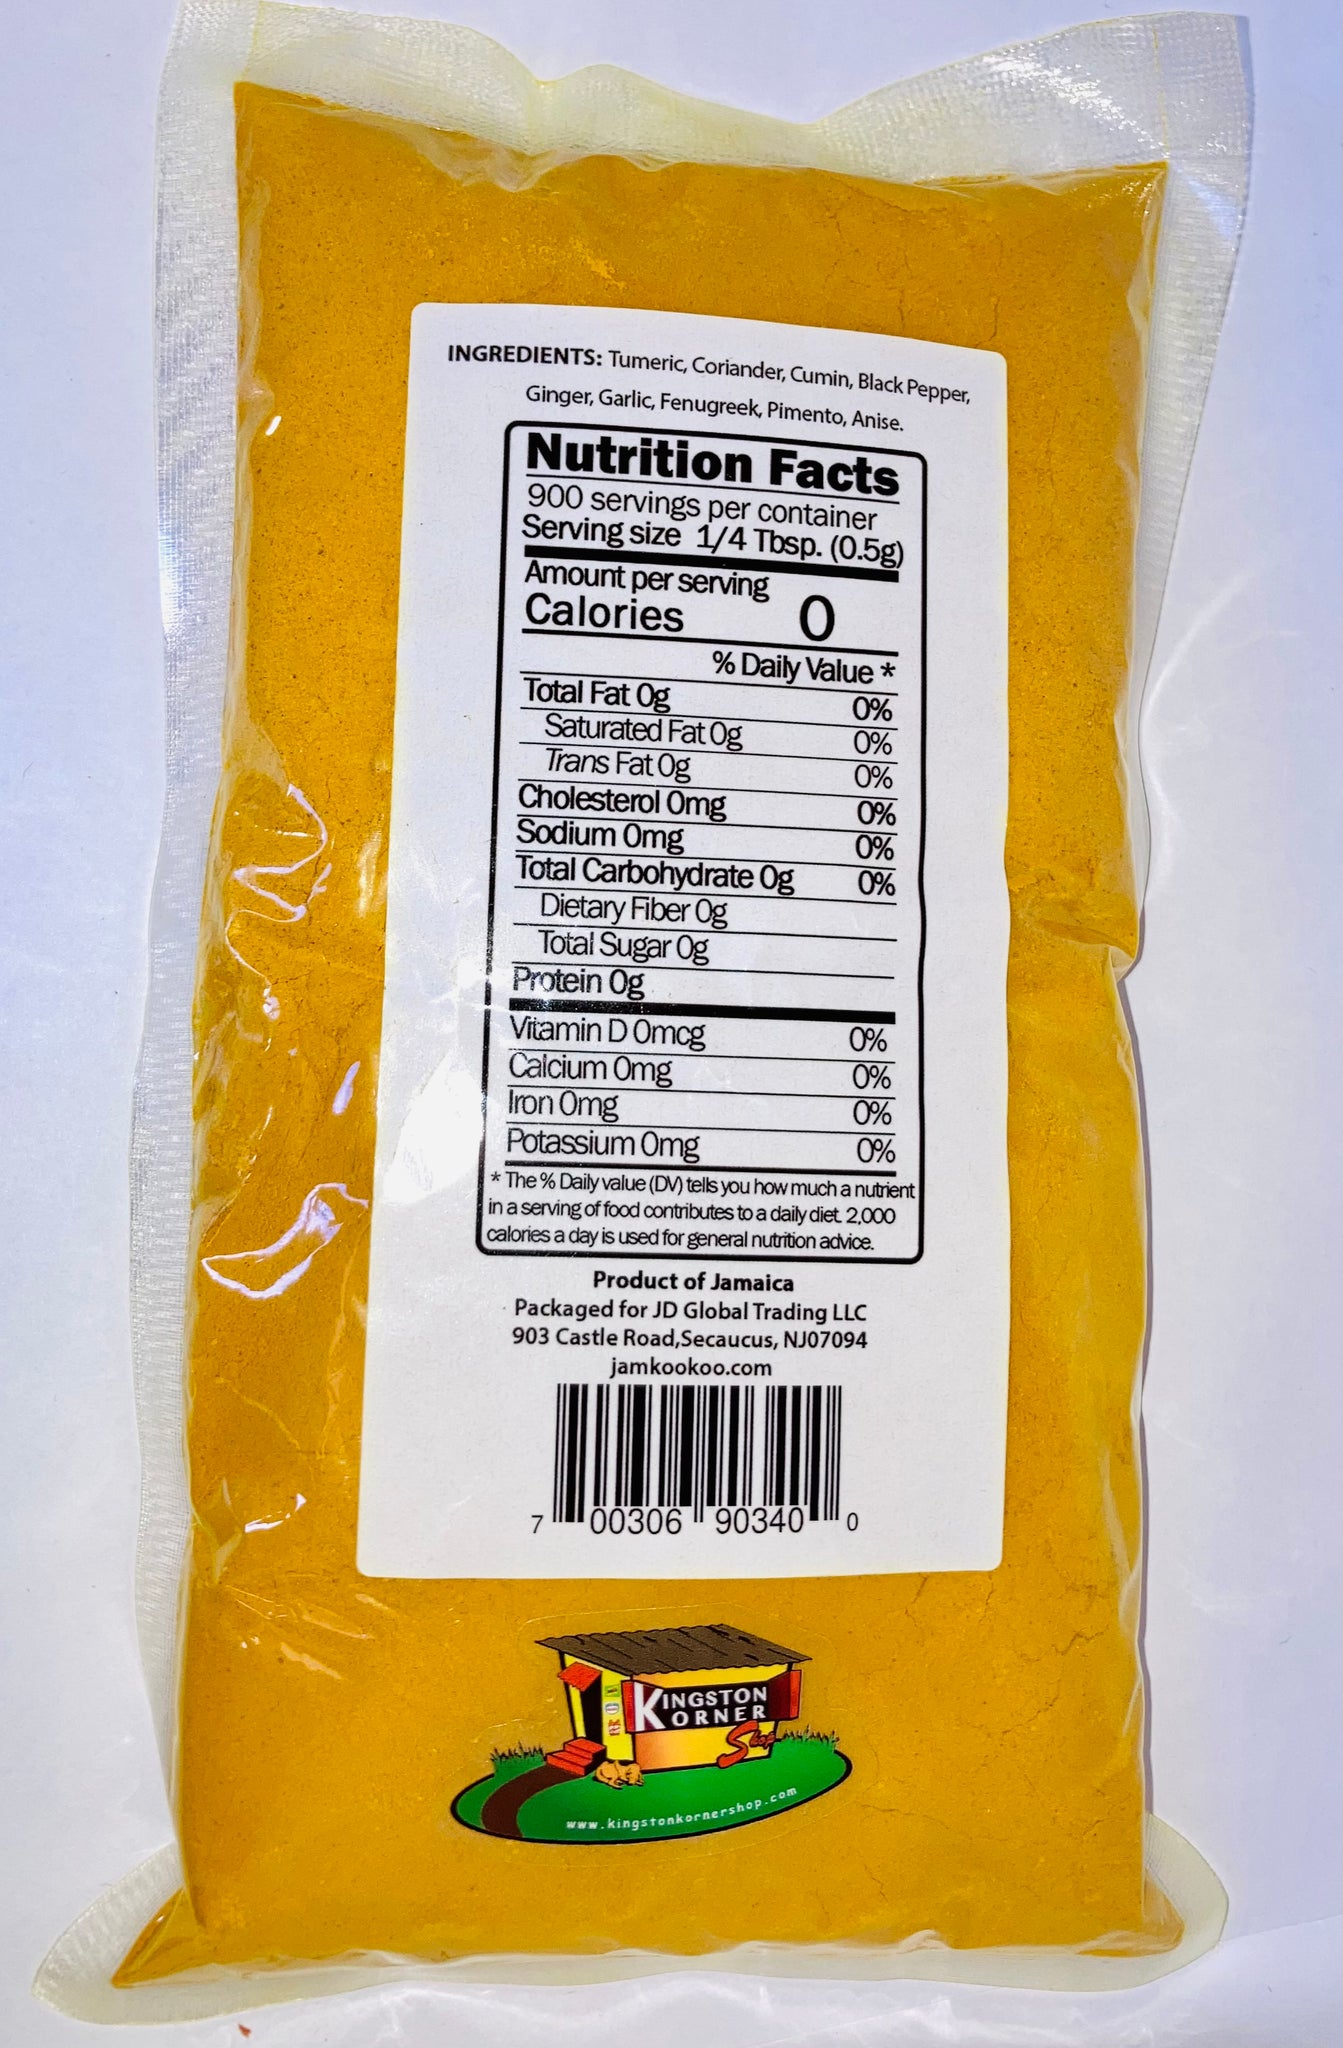 INGREDIENTS: Tumeric, Coriander, Cumin, Black Pepper,
Ginger, Garlic, Fenugreek, Pimento, Anise.
Nutrition Facts
900 servings per container
Serving size 1/4 Tbsp. (0.5g)
Amount per serving
Calories 0
% Daily Value *
Total Fat 0g 0%
Saturated Fat 0g 0%
Trans Fat 0g 0%
Cholesterol 0mg 0%
Sodium 0mg 0%
Total Carbohydrate 0g 0%
Dietary Fiber 0g
Total Sugar 0g
Protein 0g
Vitamin D 0mcg 0%
Calcium 0mg 0%
Iron 0mg 0%
Potassium 0mg 0%
* The % Daily value (DV) tells you how much a nutrient
in a serving of food contributes to a daily diet. 2,000
calories a day is used for general nutrition advice.
Product of Jamaica
Packaged for JD Global Trading LLC
903 Castle Road,Secaucus, NJ07094
jamkookoo.com
7 00306 90340 0
KINGSTON
KORNER
Shop
www.kingstonkornershop.com